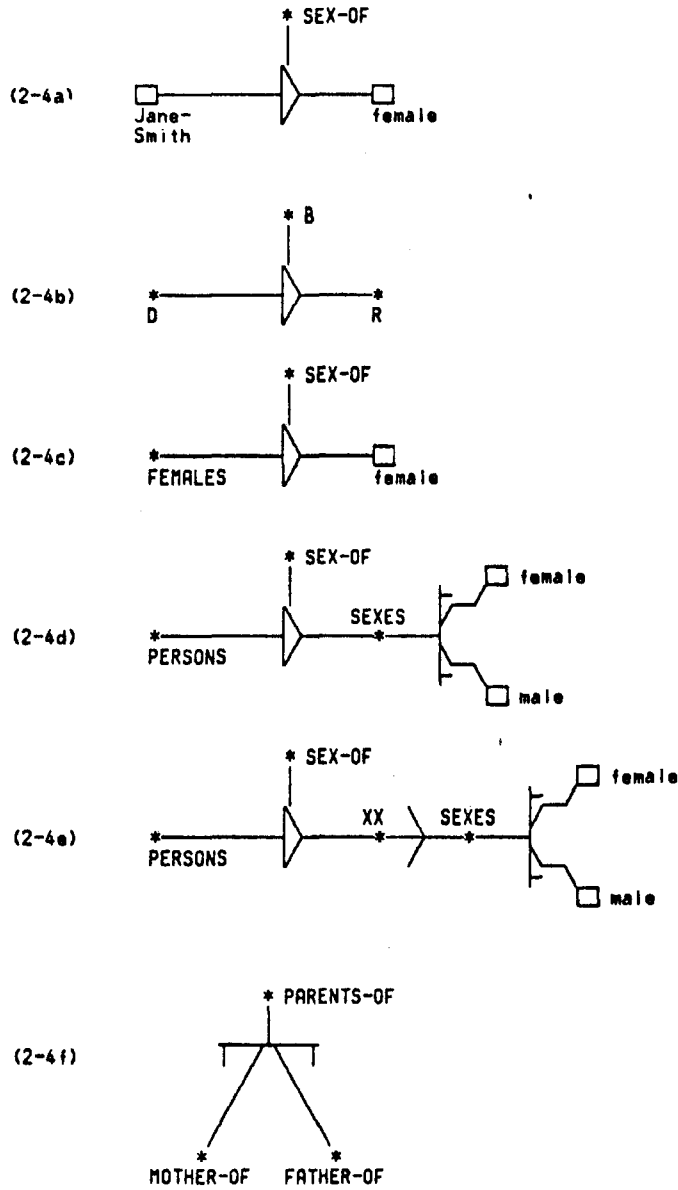 * SEX-OF
(2-4a)
Jane-
Smith
female
* B
(2-4b)
* *
D R
* SEX-OF
(2-4c)
*
FEMALES
female
* SEX-OF
female
SEXES
(2-4d)
* *
PERSONS
male
* SEX-OF
female
XX SEXES
(2-4e)
* * *
PERSONS
male
* PARENTS-OF
(2-4f)
* *
MOTHER-OF FATHER-OF